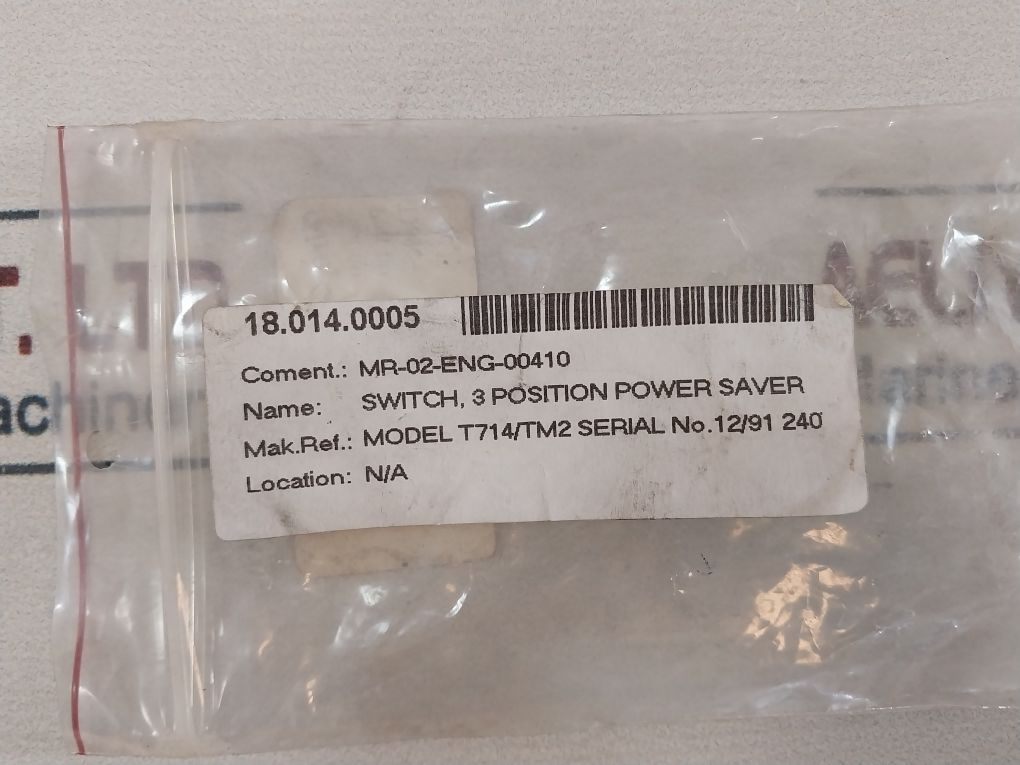 LTD
18.014.0005
Coment.: MR-02-ENG-00410
Name: SWITCH, 3 POSITION POWER SAVER
Mak.Ref.: MODEL T714/TM2 SERIAL No.12/91 240
Location: N/A